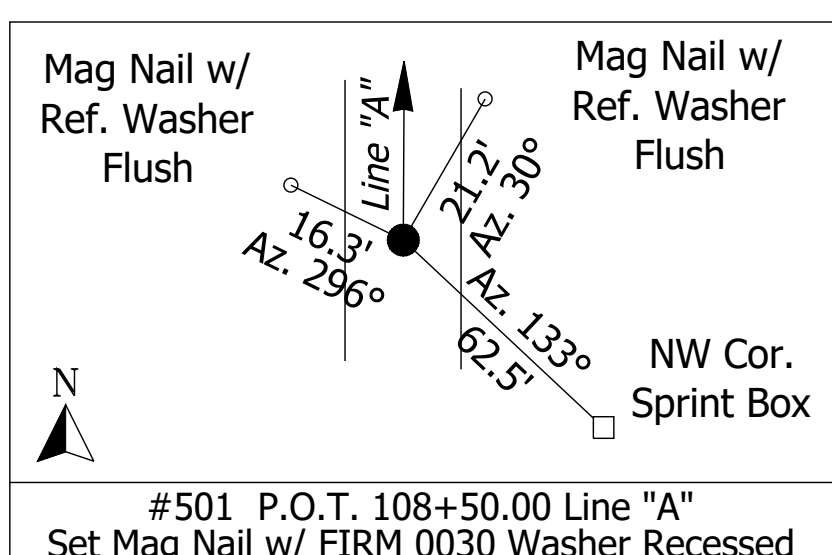 Mag Nail w/
Ref. Washer
Flush
Line "A"
Mag Nail w/
Ref. Washer
Flush
21.2'
Az. 30°
16.3'
Az. 296°
Az. 133°
62.5'
NW Cor.
Sprint Box
N
#501 P.O.T. 108+50.00 Line "A"
Set Mag Nail w/ FIRM 0030 Washer Recessed